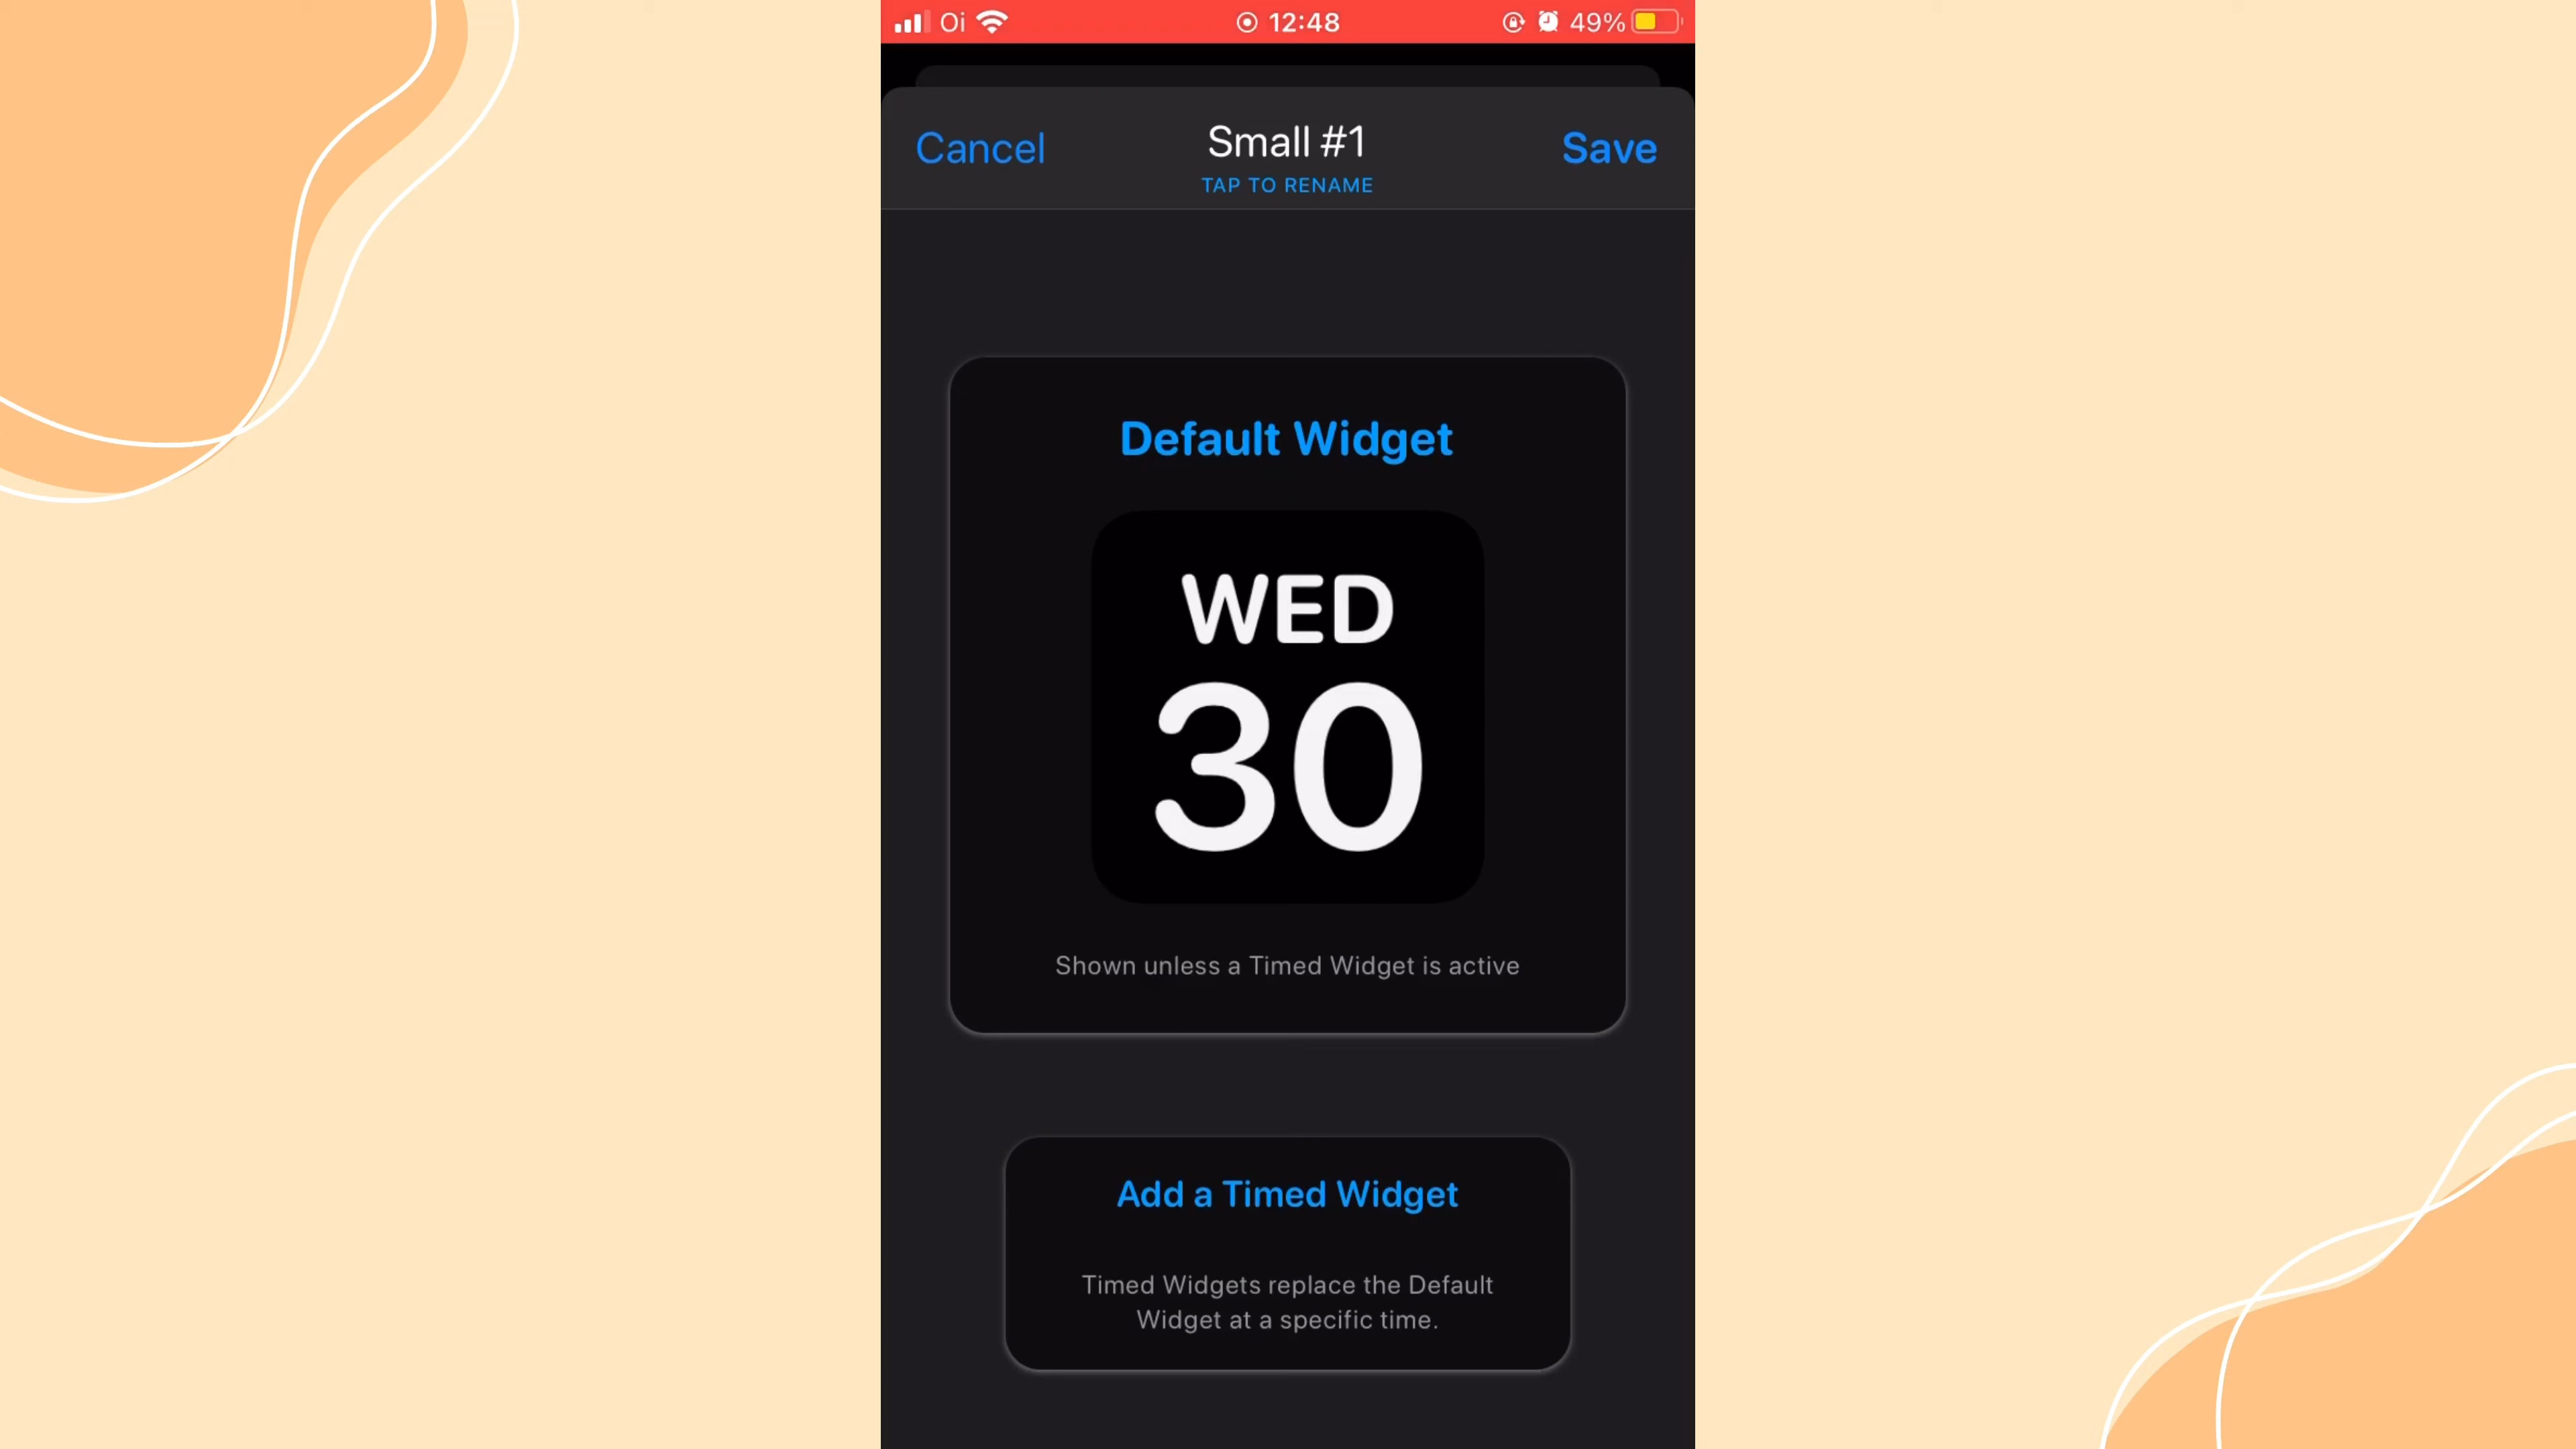 Oi 12:48 49%
Cancel Small #1 Save
TAP TO RENAME
Default Widget
WED
30
Shown unless a Timed Widget is active
Add a Timed Widget
Timed Widgets replace the Default
Widget at a specific time.